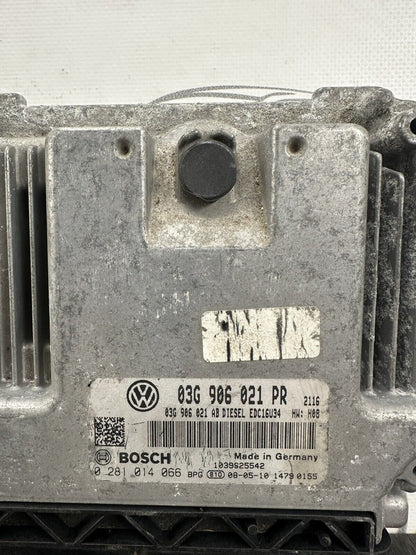 03G 906 021 PR 2116
03G 906 021 AB DIESEL EDC16U34 HW: H08
BOSCH Made in Germany
1039S25542
0 281 014 066 BPG 810 08-05-10 1479 0155